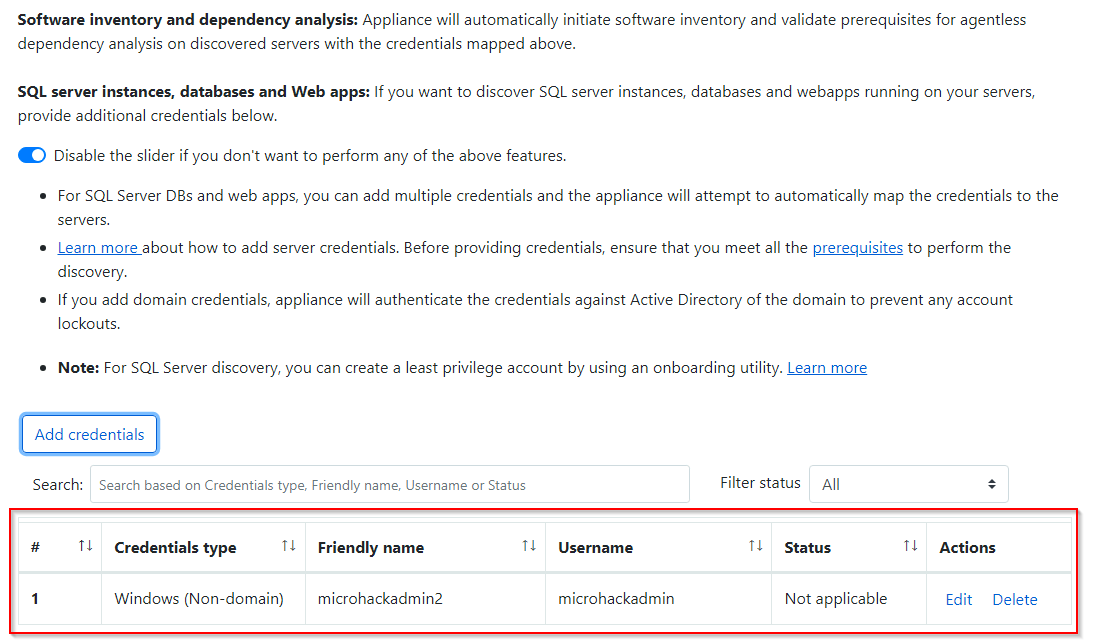 Software inventory and dependency analysis: Appliance will automatically initiate software inventory and validate prerequisites for agentless
dependency analysis on discovered servers with the credentials mapped above.
SQL server instances, databases and Web apps: If you want to discover SQL server instances, databases and webapps running on your servers,
provide additional credentials below.
Disable the slider if you don't want to perform any of the above features.
• For SQL Server DBs and web apps, you can add multiple credentials and the appliance will attempt to automatically map the credentials to the
servers.
• Learn more about how to add server credentials. Before providing credentials, ensure that you meet all the prerequisites to perform the
discovery.
• If you add domain credentials, appliance will authenticate the credentials against Active Directory of the domain to prevent any account
lockouts.
• Note: For SQL Server discovery, you can create a least privilege account by using an onboarding utility. Learn more
Add credentials
Search: Search based on Credentials type, Friendly name, Username or Status Filter status All
# ↑↓ Credentials type ↑↓ Friendly name ↑↓ Username ↑↓ Status ↑↓ Actions
1 Windows (Non-domain) microhackadmin2 microhackadmin Not applicable Edit Delete